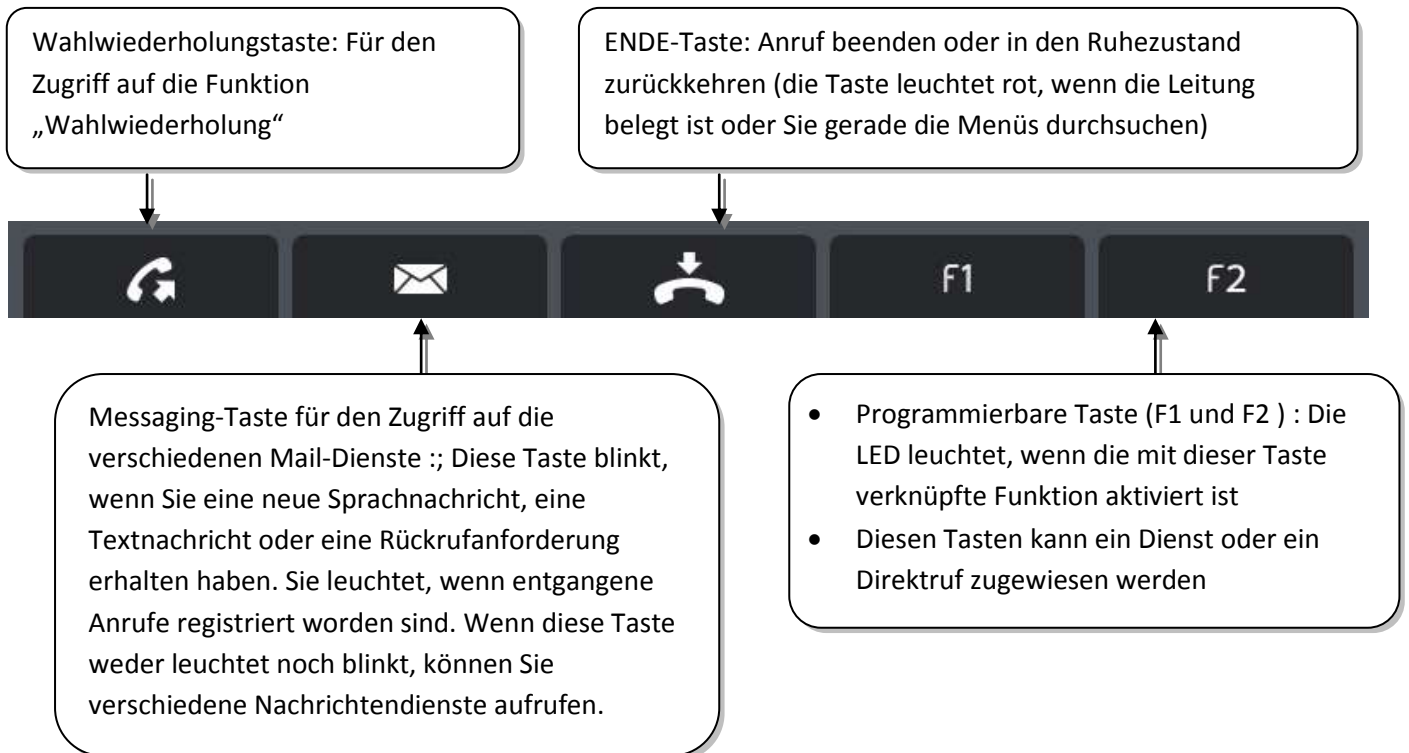 Wahlwiederholungstaste: Für den
Zugriff auf die Funktion
„Wahlwiederholung“
ENDE-Taste: Anruf beenden oder in den Ruhezustand
zurückkehren (die Taste leuchtet rot, wenn die Leitung
belegt ist oder Sie gerade die Menüs durchsuchen)
F1
F2
Messaging-Taste für den Zugriff auf die
verschiedenen Mail-Dienste :; Diese Taste blinkt,
wenn Sie eine neue Sprachnachricht, eine
Textnachricht oder eine Rückrufanforderung
erhalten haben. Sie leuchtet, wenn entgangene
Anrufe registriert worden sind. Wenn diese Taste
weder leuchtet noch blinkt, können Sie
verschiedene Nachrichtendienste aufrufen.
• Programmierbare Taste (F1 und F2 ) : Die
LED leuchtet, wenn die mit dieser Taste
verknüpfte Funktion aktiviert ist
• Diesen Tasten kann ein Dienst oder ein
Direktruf zugewiesen werden